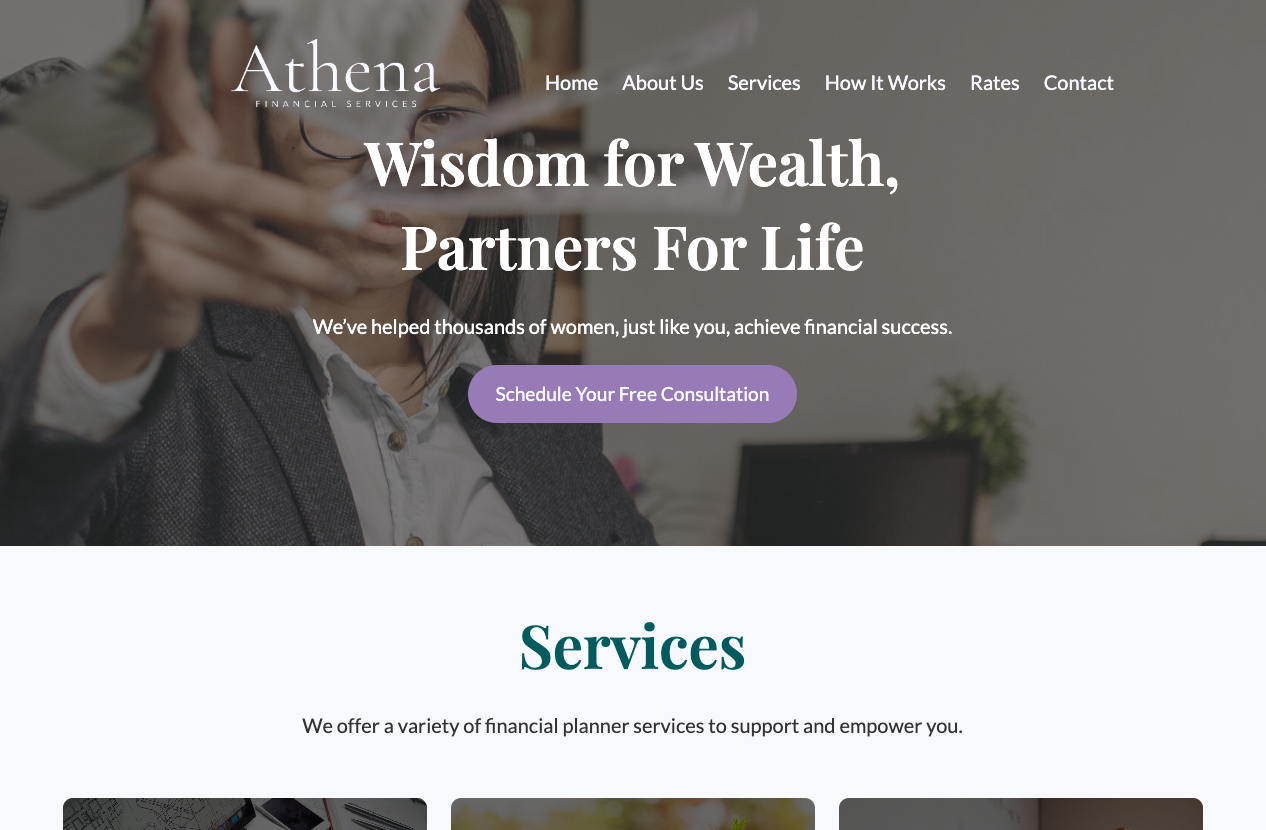 Athena
FINANCIAL SERVICES
Home About Us Services How It Works Rates Contact
Wisdom for Wealth,
Partners For Life
We’ve helped thousands of women, just like you, achieve financial success.
Schedule Your Free Consultation
Services
We offer a variety of financial planner services to support and empower you.